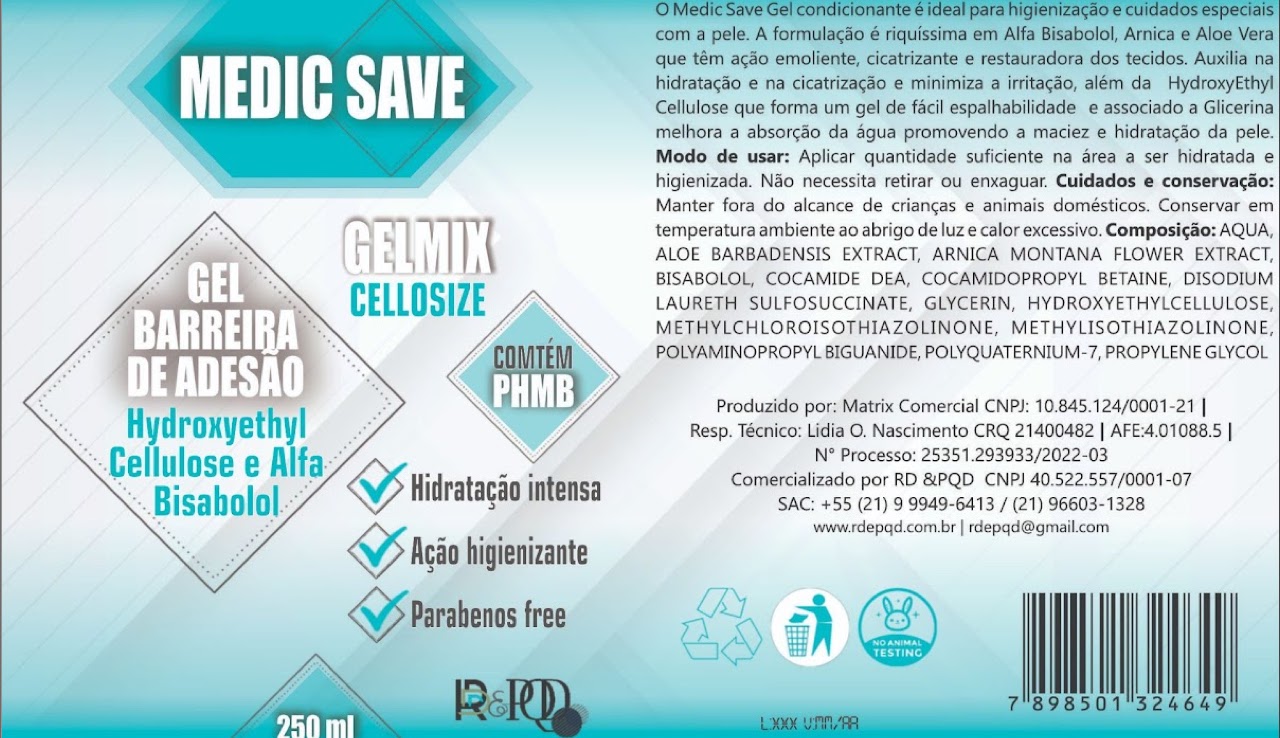 MEDIC SAVE
GEL
BARREIRA
DE ADESÃO
Hydroxyethyl
Cellulose e Alfa
Bisabolol
GELMIX
CELLOSIZE
COMTÉM
PHMB
Hidratação intensa
Ação higienizante
Parabenos free
250 ml
R&PQD
O Medic Save Gel condicionante é ideal para higienização e cuidados especiais
com a pele. A formulação é riquíssima em Alfa Bisabolol, Arnica e Aloe Vera
que têm ação emoliente, cicatrizante e restauradora dos tecidos. Auxilia na
hidratação e na cicatrização e minimiza a irritação, além da HydroxyEthyl
Cellulose que forma um gel de fácil espalhabilidade e associado a Glicerina
melhora a absorção da água promovendo a maciez e hidratação da pele.
Modo de usar: Aplicar quantidade suficiente na área a ser hidratada e
higienizada. Não necessita retirar ou enxaguar. Cuidados e conservação:
Manter fora do alcance de crianças e animais domésticos. Conservar em
temperatura ambiente ao abrigo de luz e calor excessivo. Composição: AQUA,
ALOE BARBADENSIS EXTRACT, ARNICA MONTANA FLOWER EXTRACT,
BISABOLOL, COCAMIDE DEA, COCAMIDOPROPYL BETAINE, DISODIUM
LAURETH SULFOSUCCINATE, GLYCERIN, HYDROXYETHYLCELLULOSE,
METHYLCHLOROISOTHIAZOLINONE, METHYLISOTHIAZOLINONE,
POLYAMINOPROPYL BIGUANIDE, POLYQUATERNIUM-7, PROPYLENE GLYCOL
Produzido por: Matrix Comercial CNPJ: 10.845.124/0001-21 |
Resp. Técnico: Lidia O. Nascimento CRQ 21400482 | AFE:4.01088.5 |
N° Processo: 25351.293933/2022-03
Comercializado por RD &PQD CNPJ 40.522.557/0001-07
SAC: +55 (21) 9 9949-6413 / (21) 96603-1328
www.rdepqd.com.br | rdepqd@gmail.com
NO ANIMAL
TESTING
7 898501 324649
L:XXX V:MM/AA